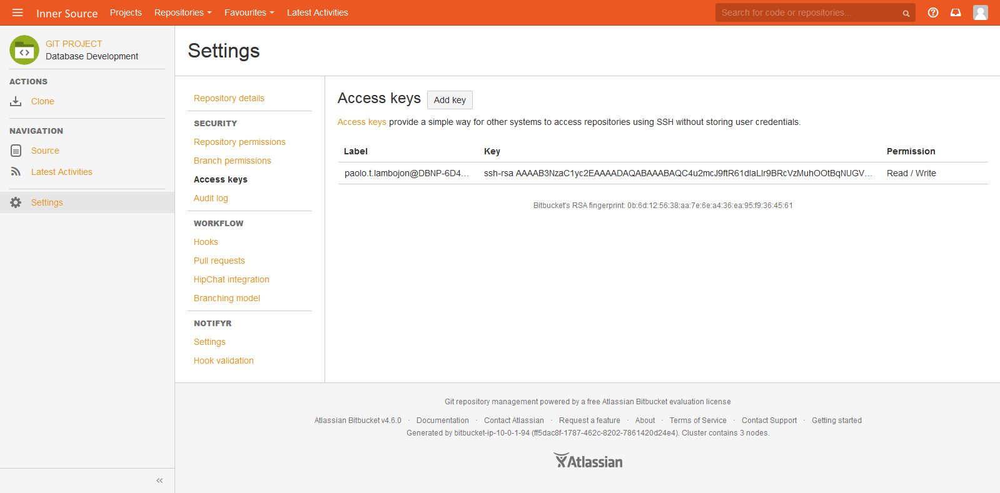 Inner Source Projects Repositories Favourites Latest Activities Search for code or repositories...
GIT PROJECT
Database Development
ACTIONS
Clone
NAVIGATION
Source
Latest Activities
Settings
Settings
Repository details
SECURITY
Repository permissions
Branch permissions
Access keys
Audit log
WORKFLOW
Hooks
Pull requests
HipChat integration
Branching model
NOTIFYR
Settings
Hook validation
Access keys Add key
Access keys provide a simple way for other systems to access repositories using SSH without storing user credentials.
Label Key Permission
paolo.t.lambojon@DBNP-6D4... ssh-rsa AAAAB3NzaC1yc2EAAAADAQABAAABAQC4u2mcJ9ftR61dlaLlr9BRcVzMuhOOtBqNUGV... Read / Write
Bitbucket's RSA fingerprint: 0b:6d:12:56:38:aa:7e:6e:a4:36:ea:95:f9:36:45:61
Git repository management powered by a free Atlassian Bitbucket evaluation license
Atlassian Bitbucket v4.6.0 · Documentation · Contact Atlassian · Request a feature · About · Terms of Service · Contact Support · Getting started
Generated by bitbucket-ip-10-0-1-94 (ff5dac8f-1787-462c-8202-7861420d24e4). Cluster contains 3 nodes.
Atlassian